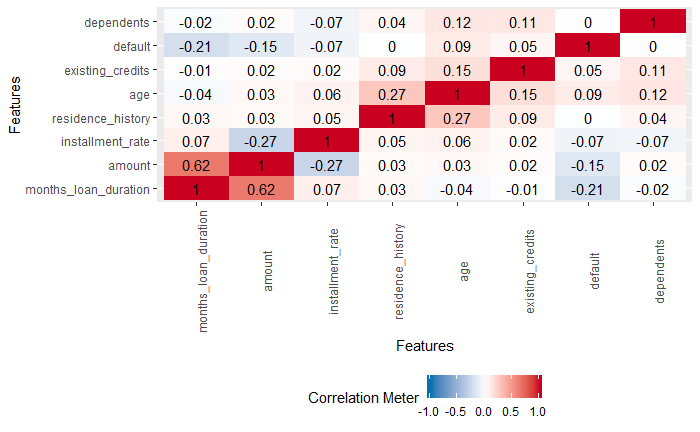 Features
dependents -0.02 0.02 -0.07 0.04 0.12 0.11 0 1
default -0.21 -0.15 -0.07 0 0.09 0.05 1 0
existing_credits -0.01 0.02 0.02 0.09 0.15 1 0.05 0.11
age -0.04 0.03 0.06 0.27 1 0.15 0.09 0.12
residence_history 0.03 0.03 0.05 1 0.27 0.09 0 0.04
installment_rate 0.07 -0.27 1 0.05 0.06 0.02 -0.07 -0.07
amount 0.62 1 -0.27 0.03 0.03 0.02 -0.15 0.02
months_loan_duration 1 0.62 0.07 0.03 -0.04 -0.01 -0.21 -0.02
months_loan_duration
amount
installment_rate
residence_history
age
existing_credits
default
dependents
Features
Correlation Meter
-1.0 -0.5 0.0 0.5 1.0